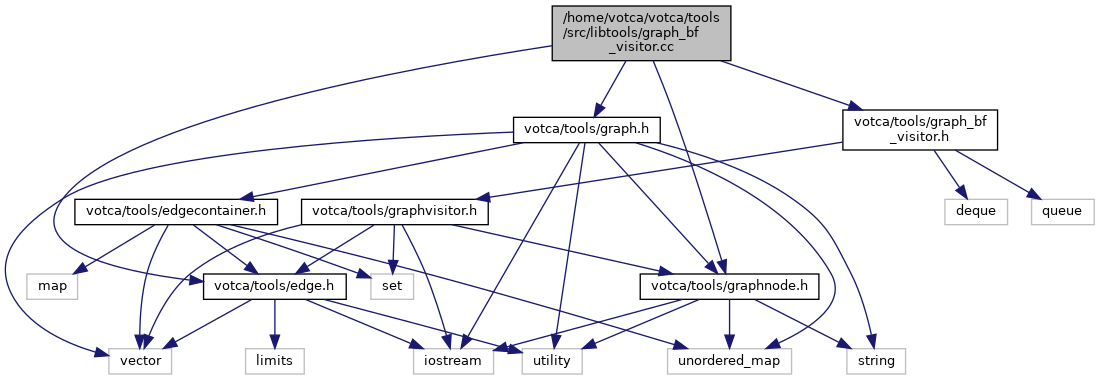 /home/votca/votca/tools
/src/libtools/graph_bf
_visitor.cc
votca/tools/graph_bf
_visitor.h
votca/tools/graph.h
votca/tools/edgecontainer.h
votca/tools/graphvisitor.h
deque
queue
map
votca/tools/edge.h
set
votca/tools/graphnode.h
vector
limits
iostream
utility
unordered_map
string